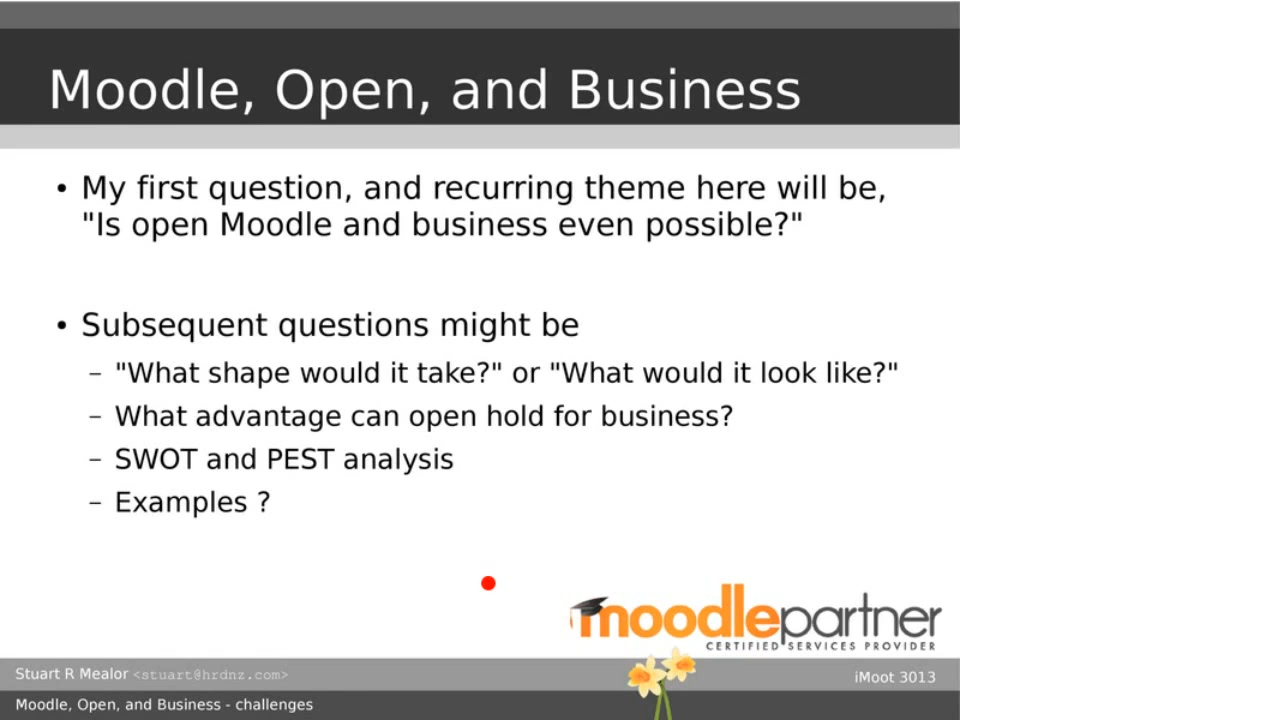 Moodle, Open, and Business
• My first question, and recurring theme here will be,
"Is open Moodle and business even possible?"
• Subsequent questions might be
– "What shape would it take?" or "What would it look like?"
– What advantage can open hold for business?
– SWOT and PEST analysis
– Examples ?
moodlepartner
CERTIFIED SERVICES PROVIDER
Stuart R Mealor <stuart@hrdnz.com>
iMoot 3013
Moodle, Open, and Business - challenges